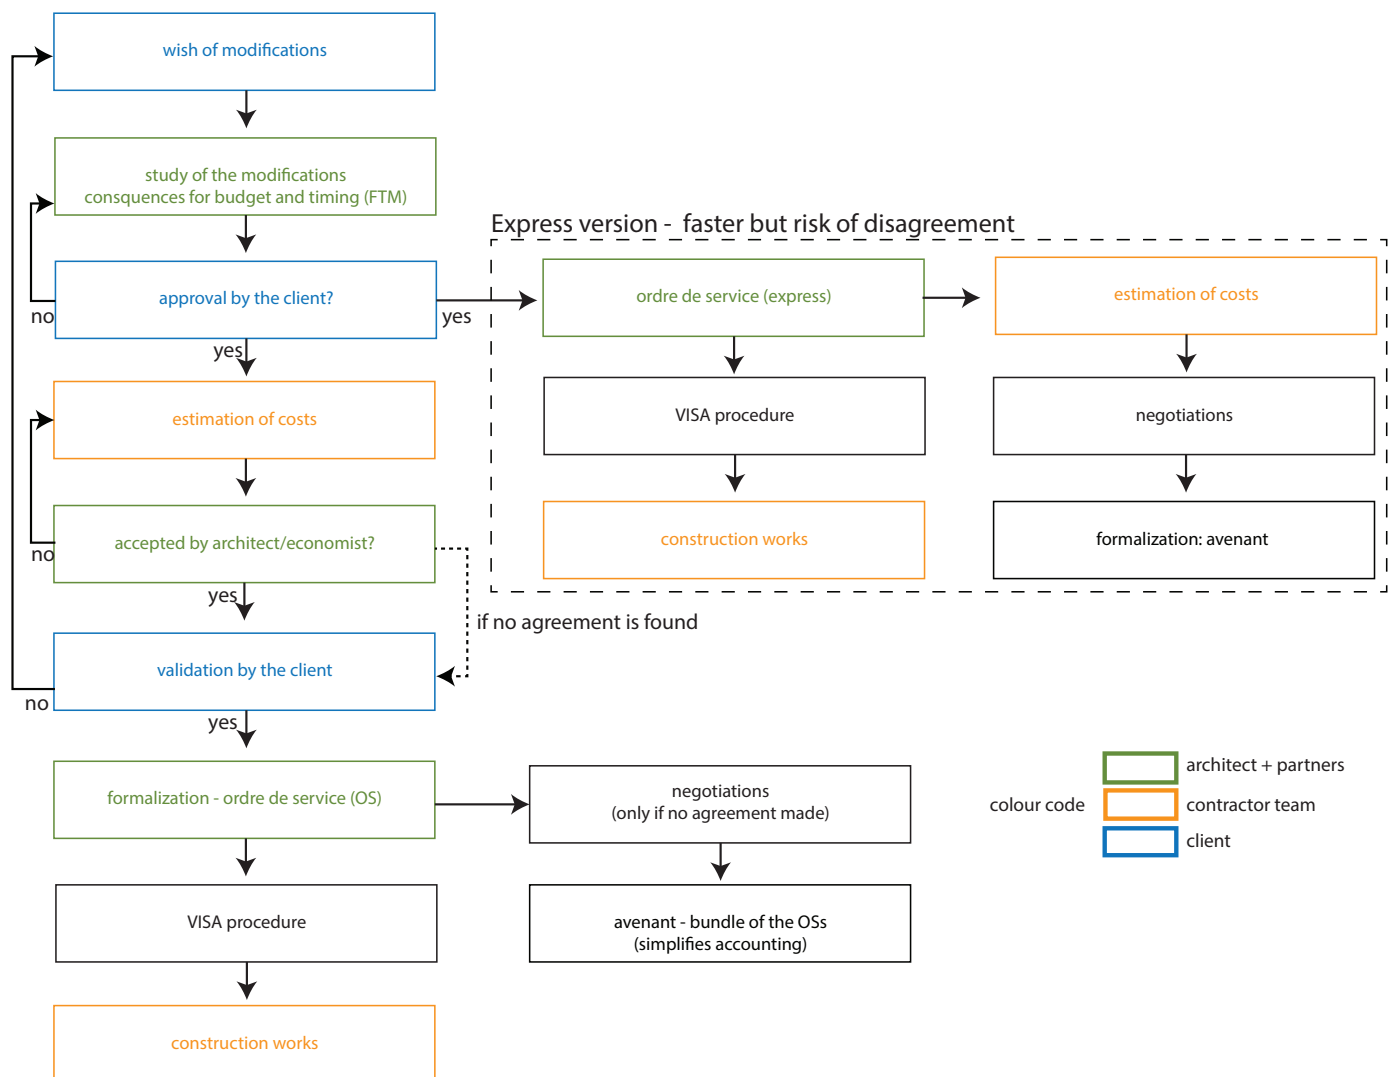 wish of modifications
study of the modifications
consquences for budget and timing (FTM)
Express version -  faster but risk of disagreement
approval by the client?
no
yes
yes
ordre de service (express)
estimation of costs
estimation of costs
VISA procedure
negotiations
accepted by architect/economist?
no
yes
construction works
formalization: avenant
if no agreement is found
validation by the client
no
yes
formalization - ordre de service (OS)
negotiations
(only if no agreement made)
colour code
architect + partners
contractor team
client
VISA procedure
avenant - bundle of the OSs
(simplifies accounting)
construction works